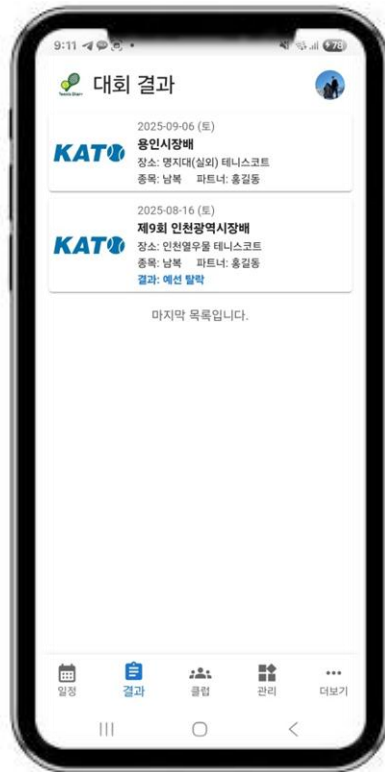 9:11
78
대회 결과
2025-09-06 (토)
KATO
용인시장배
장소: 명지대(실외) 테니스코트
종목: 남복 파트너: 홍길동
2025-08-16 (토)
KATO
제9회 인천광역시장배
장소: 인천열우물 테니스코트
종목: 남복 파트너: 홍길동
결과: 예선 탈락
마지막 목록입니다.
일정 결과 클럽 관리 더보기